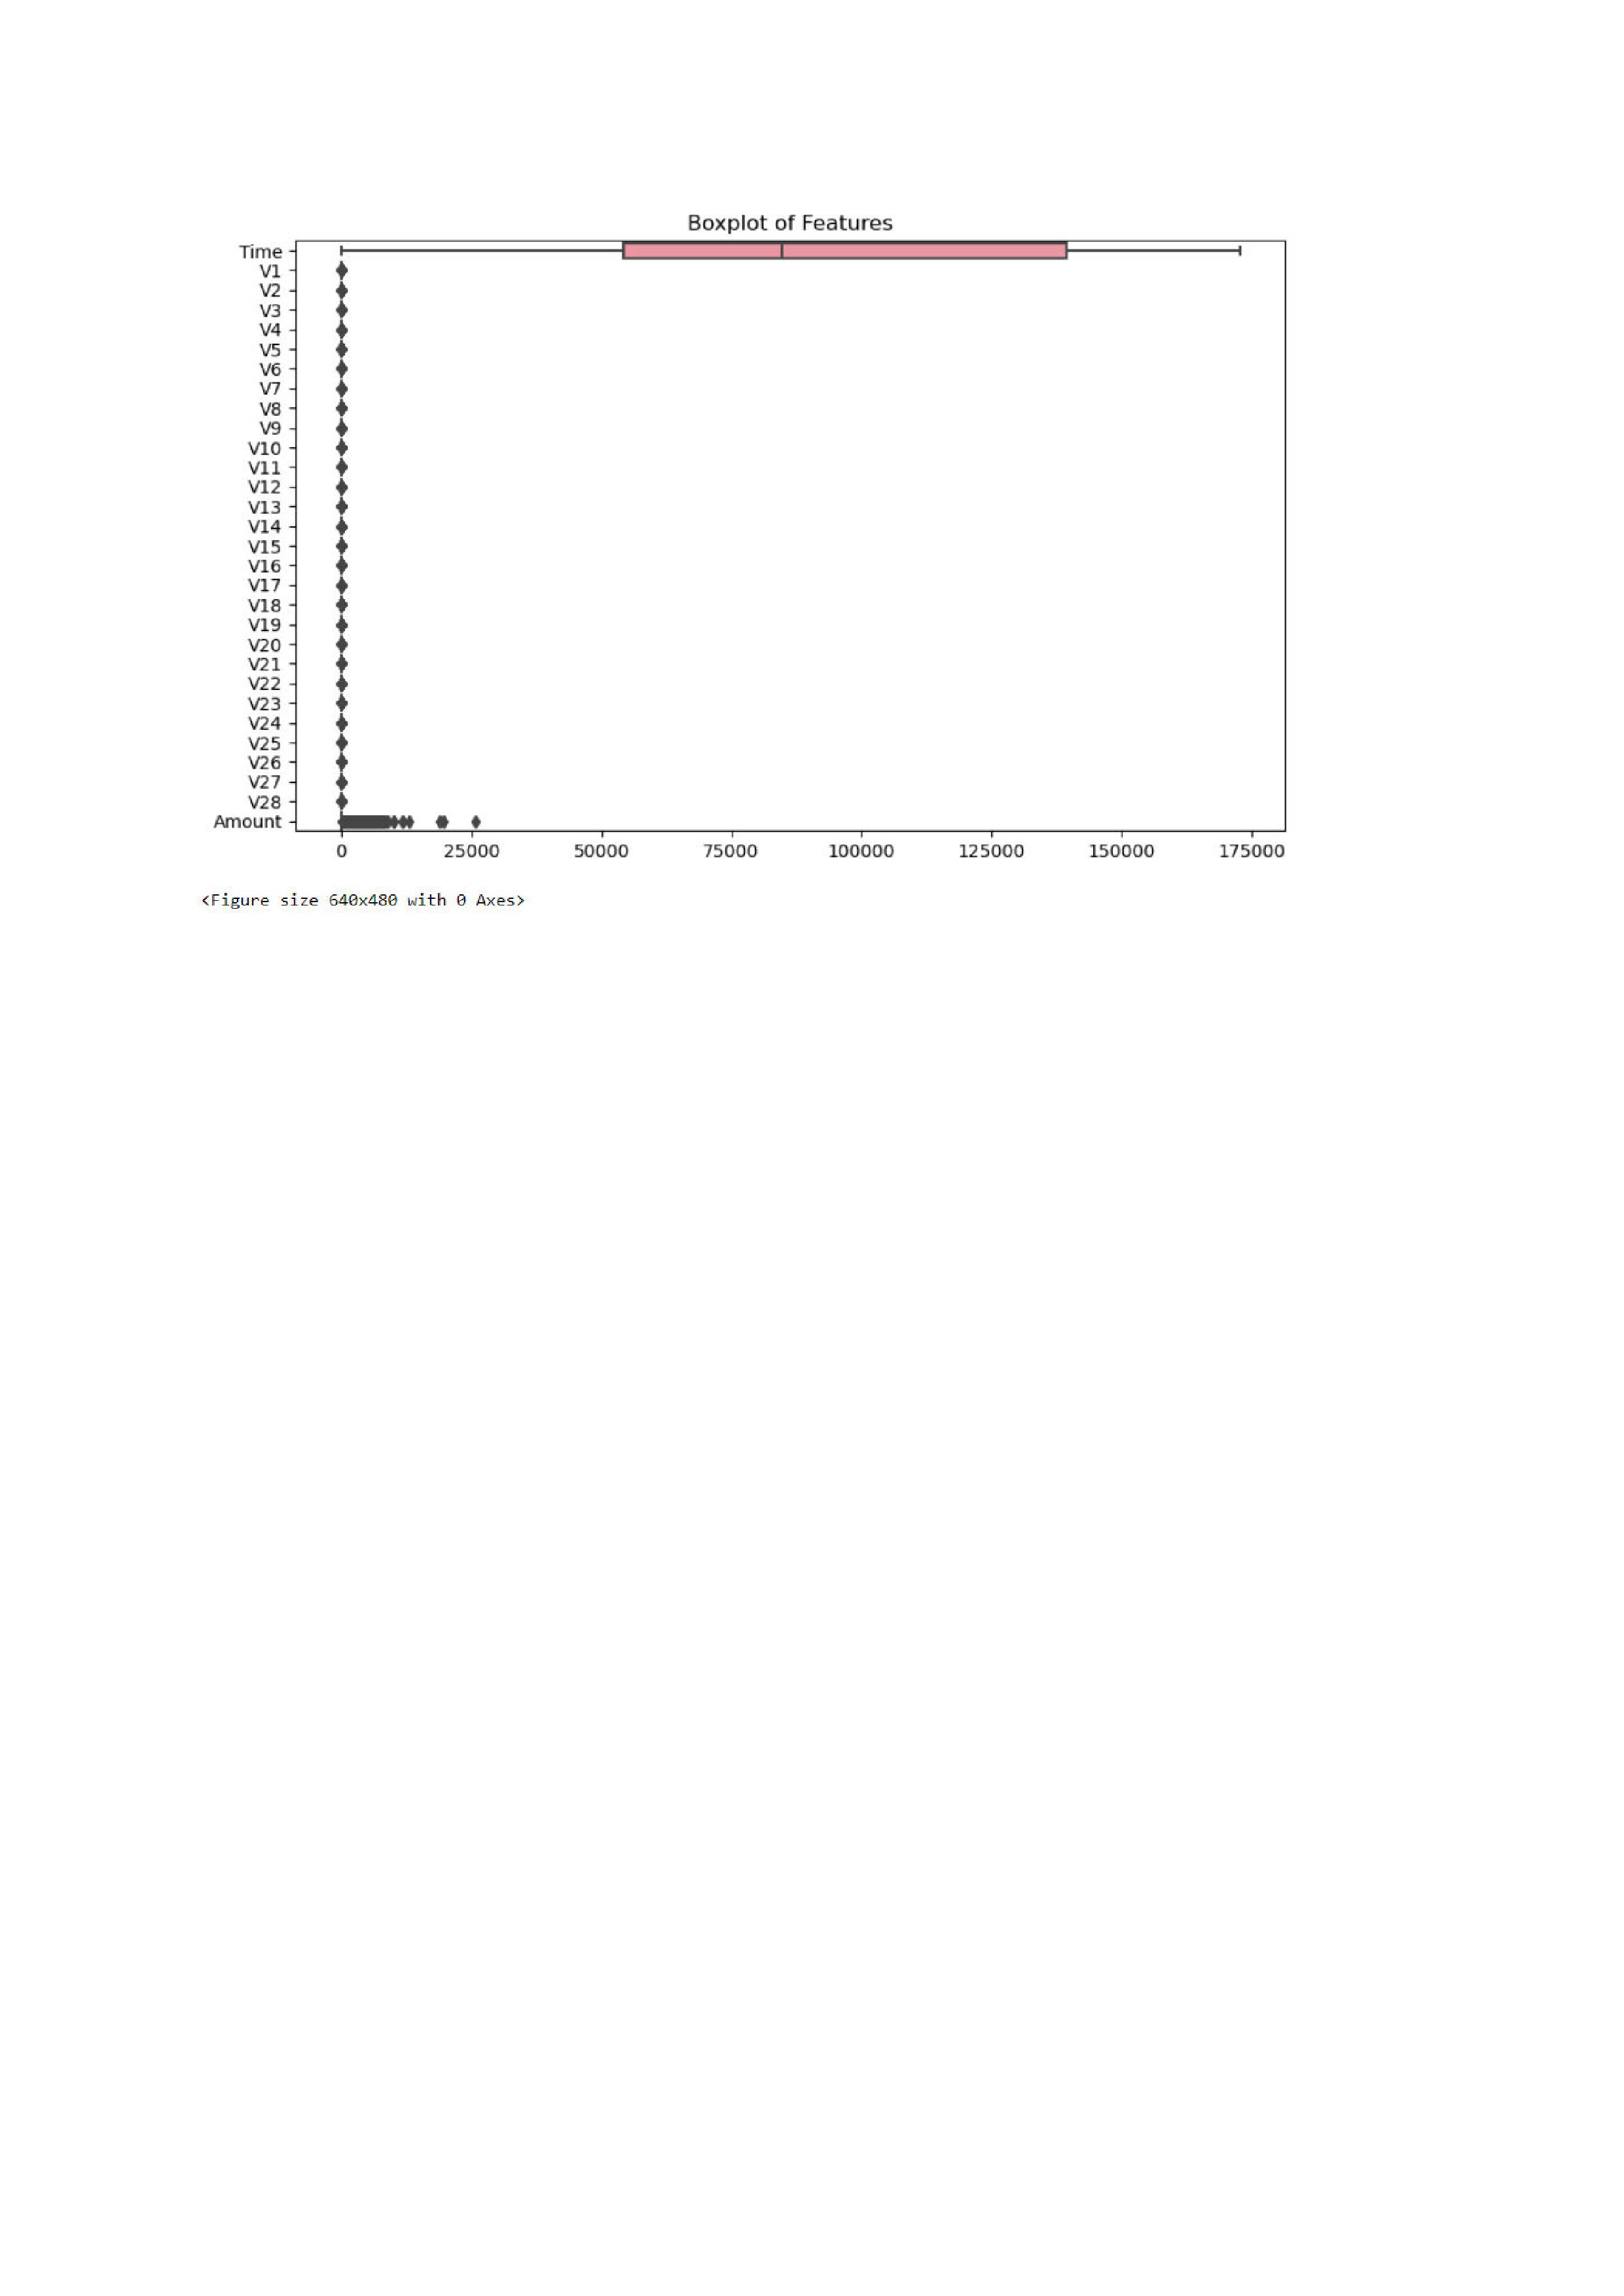 Boxplot of Features
Time
V1
V2
V3
V4
V5
V6
V7
V8
V9
V10
V11
V12
V13
V14
V15
V16
V17
V18
V19
V20
V21
V22
V23
V24
V25
V26
V27
V28
Amount
0 25000 50000 75000 100000 125000 150000 175000
<Figure size 640x480 with 0 Axes>